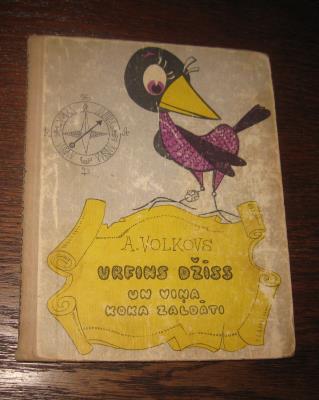 A. VOLKOVS
URFINS DŽISS
UN VIŅA
KOKA ZALDĀTI